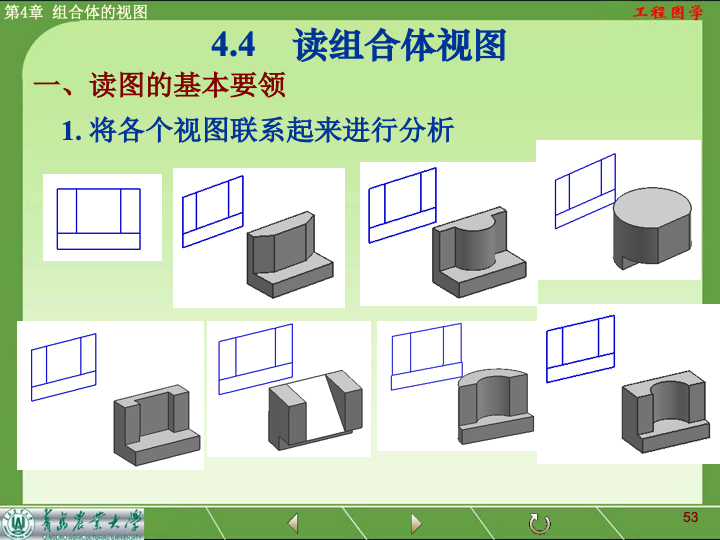 第4章 组合体的视图
工程图学
4.4 读组合体视图
一、读图的基本要领
1. 将各个视图联系起来进行分析
青岛农业大学
53